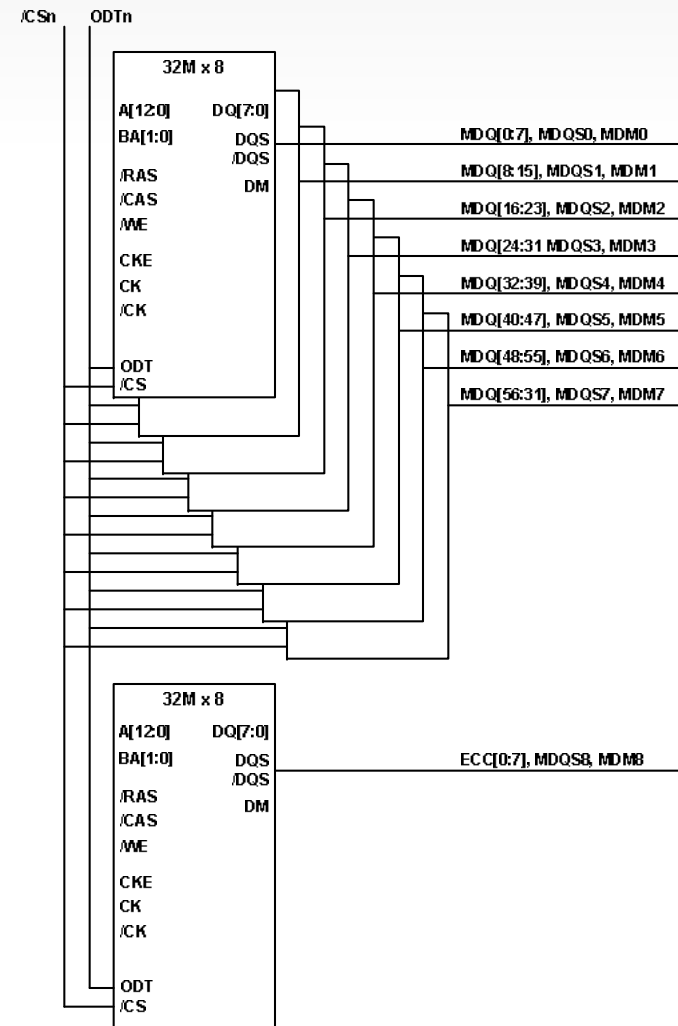 /CSn ODTn
32M x 8
A[12:0] DQ[7:0]
BA[1:0] DQS
/DQS
/RAS DM
/CAS
/WE
CKE
CK
/CK
ODT
/CS
MDQ[0:7], MDQS0, MDM0
MDQ[8:15], MDQS1, MDM1
MDQ[16:23], MDQS2, MDM2
MDQ[24:31 MDQS3, MDM3
MDQ[32:39], MDQS4, MDM4
MDQ[40:47], MDQS5, MDM5
MDQ[48:55], MDQS6, MDM6
MDQ[56:31], MDQS7, MDM7
32M x 8
A[12:0] DQ[7:0]
BA[1:0] DQS
/DQS
/RAS DM
/CAS
/WE
CKE
CK
/CK
ODT
/CS
ECC[0:7], MDQS8, MDM8